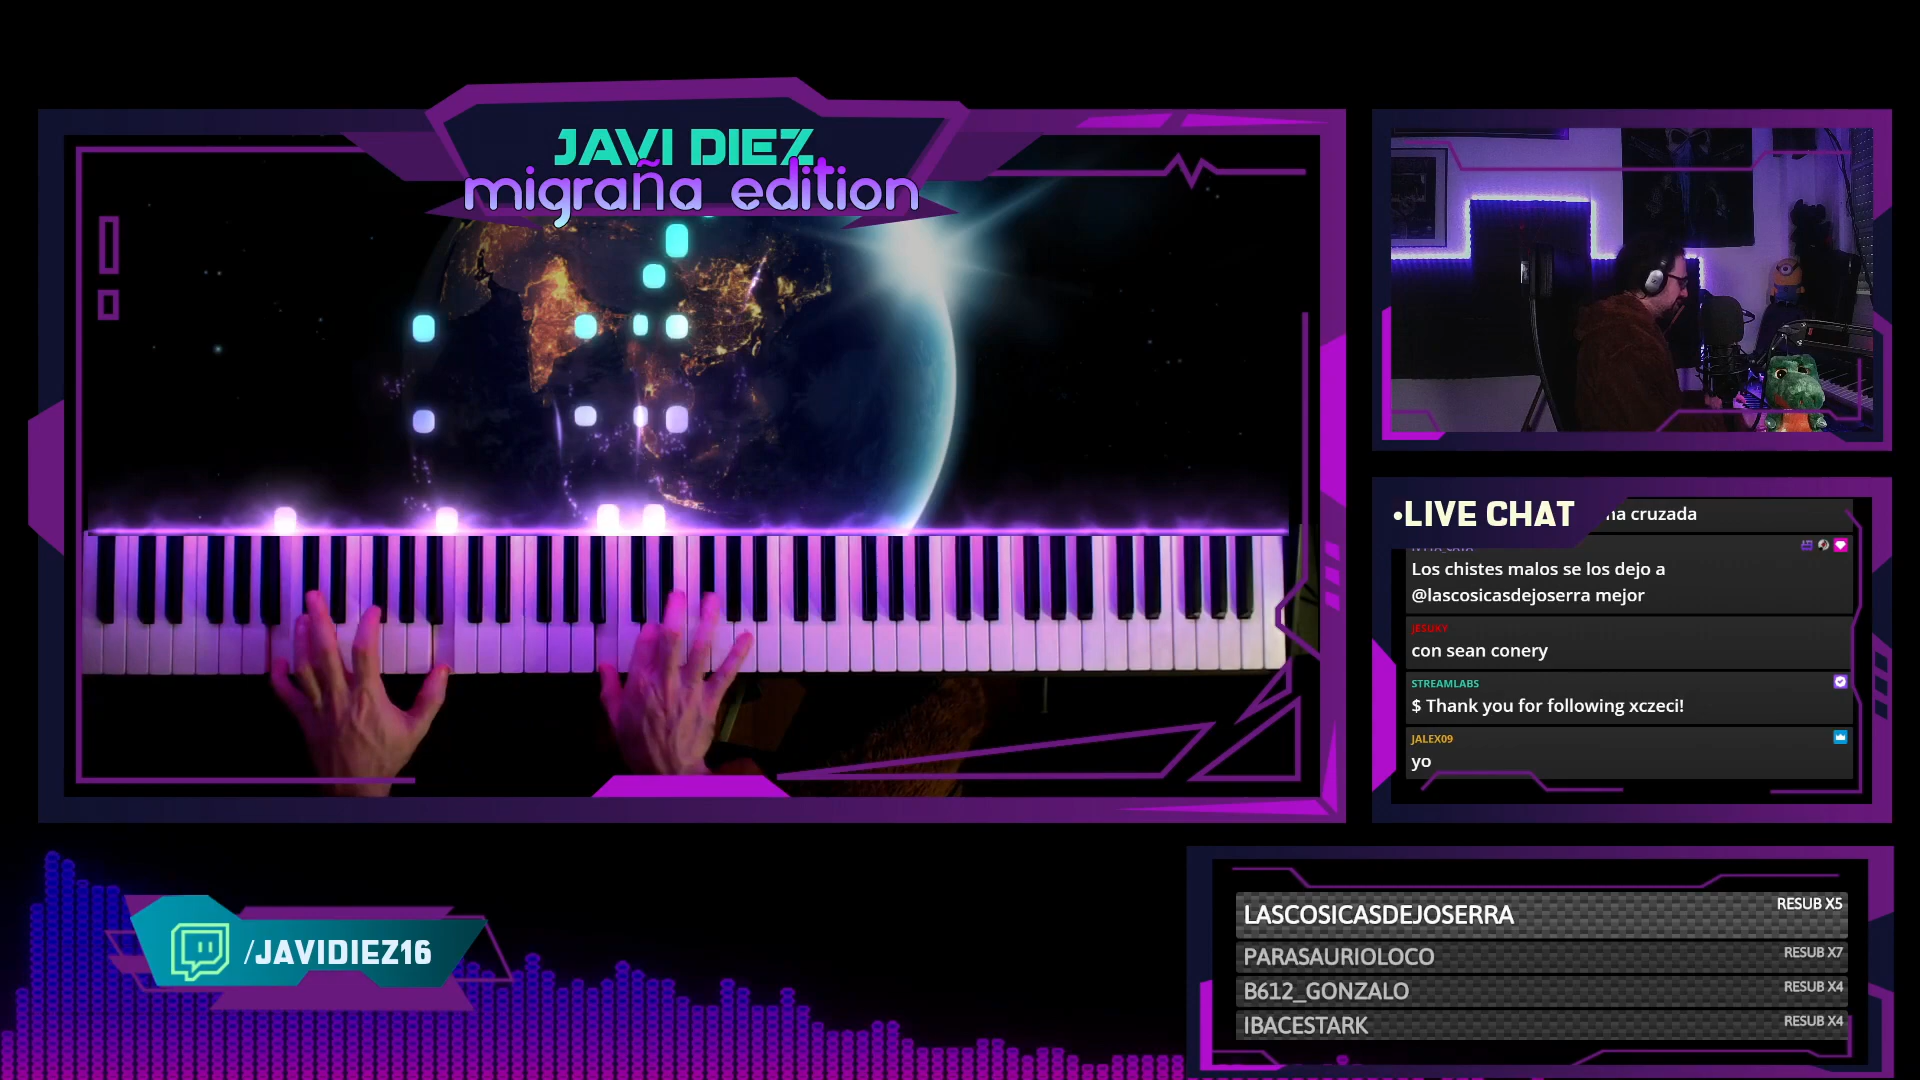 JAVI DIEZ
migraña edition
•LIVE CHAT
cruzada
Los chistes malos se los dejo a
@lascosicasdejoserra mejor
JESUKY
con sean conery
STREAMLABS
$ Thank you for following xczeci!
JALEX09
yo
/JAVIDIEZ16
LASCOSICASDEJOSERRA RESUB X5
PARASAURIOLOCO RESUB X7
B612_GONZALO RESUB X4
IBACESTARK RESUB X4